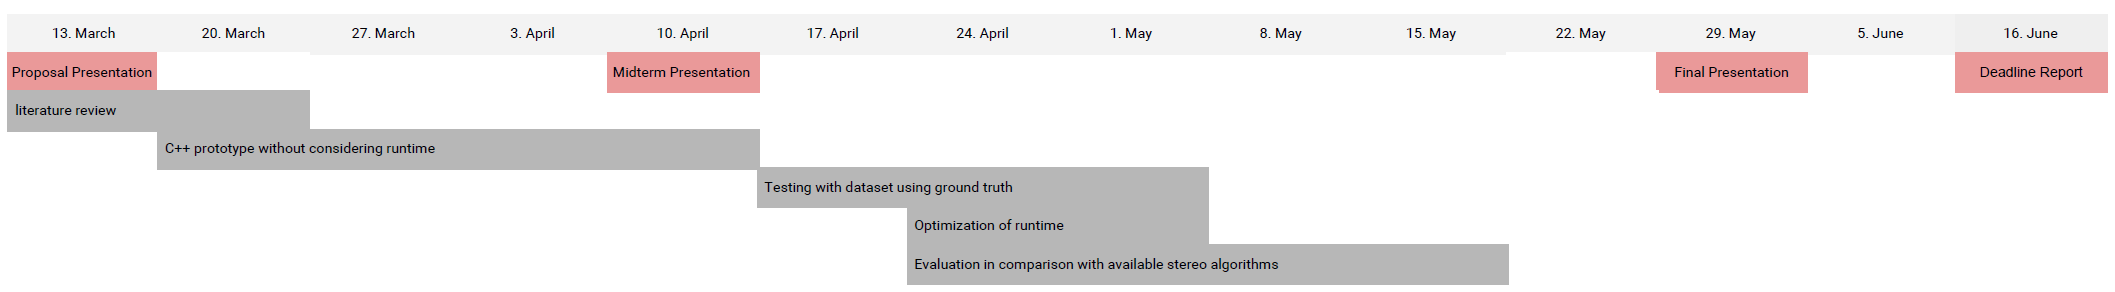 13. March 20. March 27. March 3. April 10. April 17. April 24. April 1. May 8. May 15. May 22. May 29. May 5. June 16. June
Proposal Presentation Midterm Presentation Final Presentation Deadline Report
literature review
C++ prototype without considering runtime
Testing with dataset using ground truth
Optimization of runtime
Evaluation in comparison with available stereo algorithms